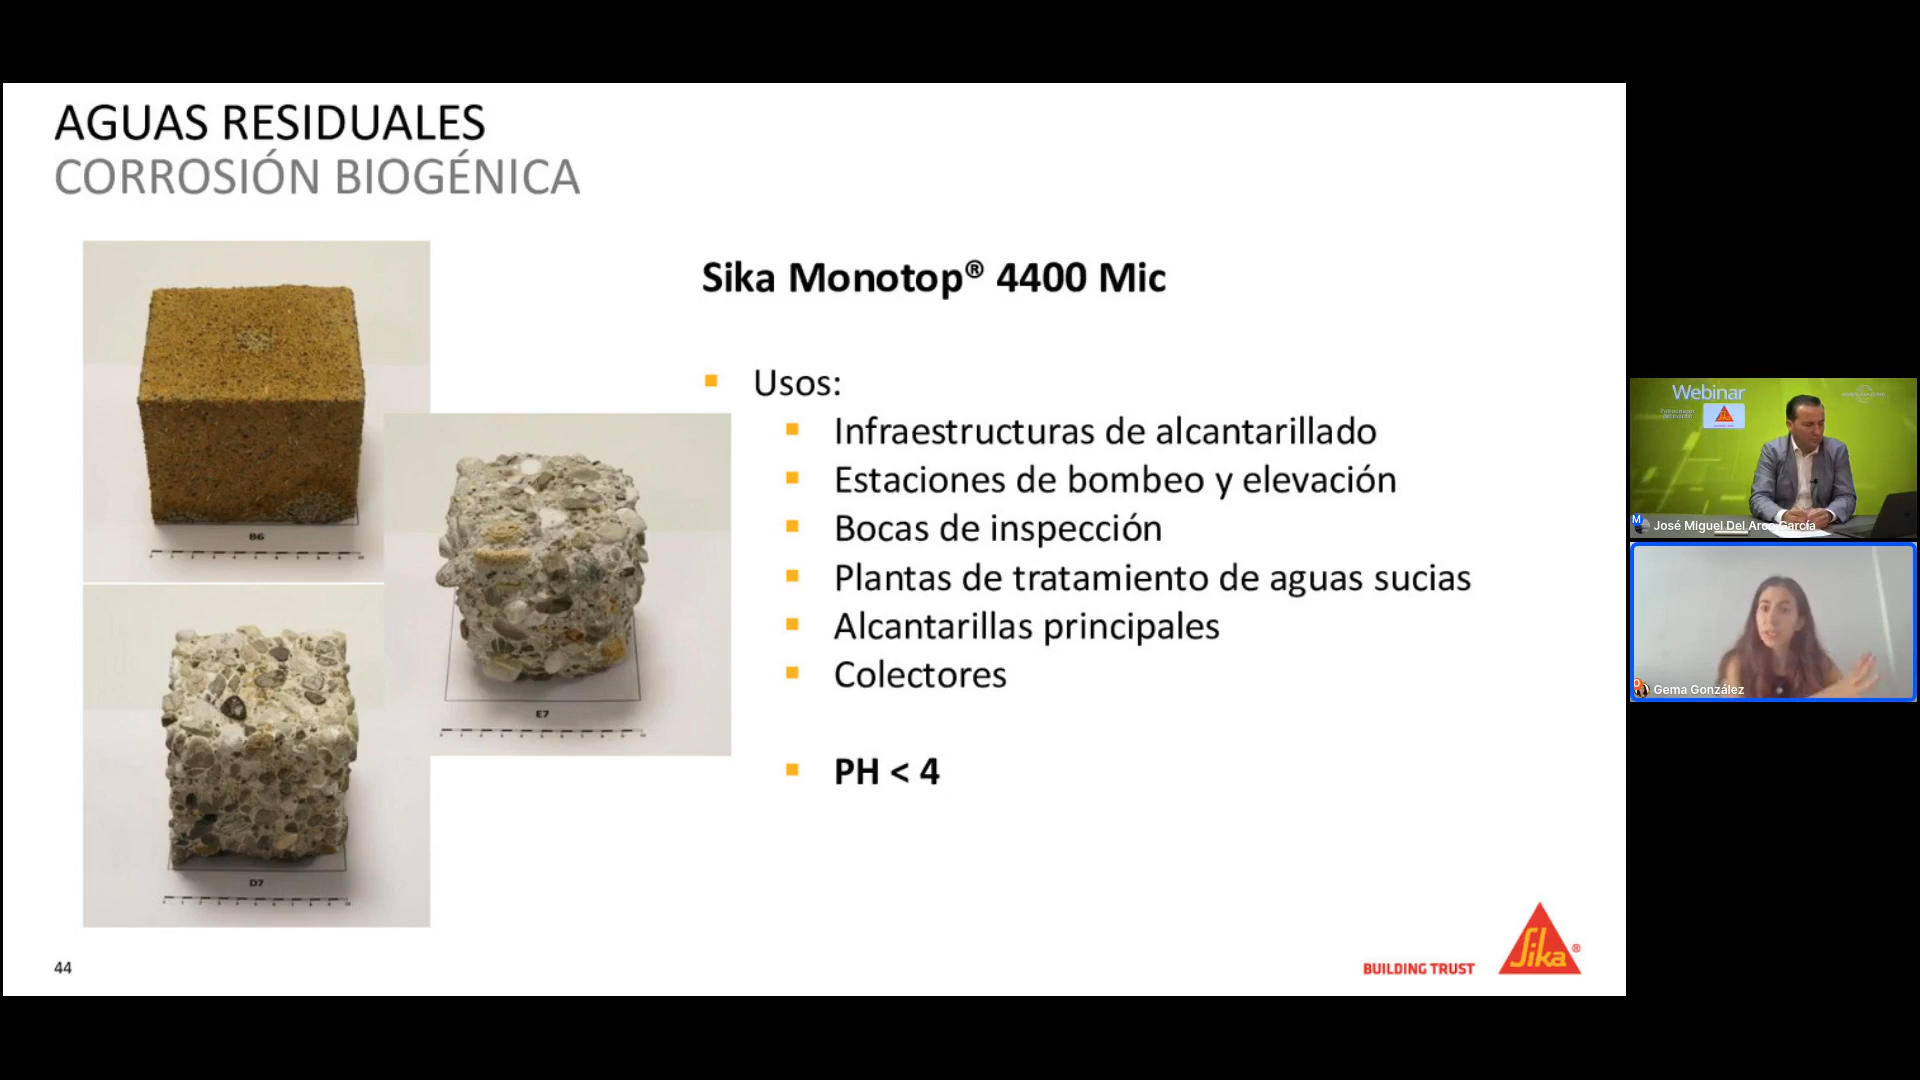 AGUAS RESIDUALES
CORROSIÓN BIOGÉNICA
B6
E7
D7
Sika Monotop® 4400 Mic
Usos:
Infraestructuras de alcantarillado
Estaciones de bombeo y elevación
Bocas de inspección
Plantas de tratamiento de aguas sucias
Alcantarillas principales
Colectores
PH < 4
44
BUILDING TRUST
Sika®
Webinar
M
José Miguel Del Arco García
Gema González